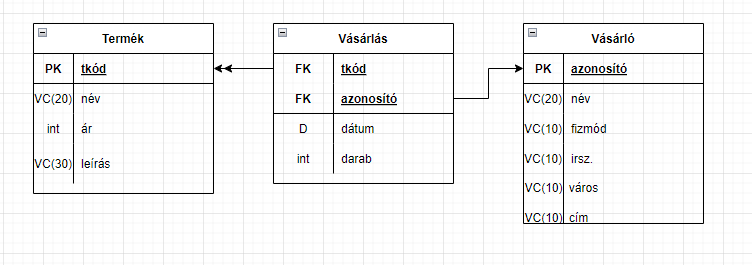 Termék
PK tkód
VC(20) név
int ár
VC(30) leírás
Vásárlás
FK tkód
FK azonosító
D dátum
int darab
Vásárló
PK azonosító
VC(20) név
VC(10) fizmód
VC(10) irsz.
VC(10) város
VC(10) cím